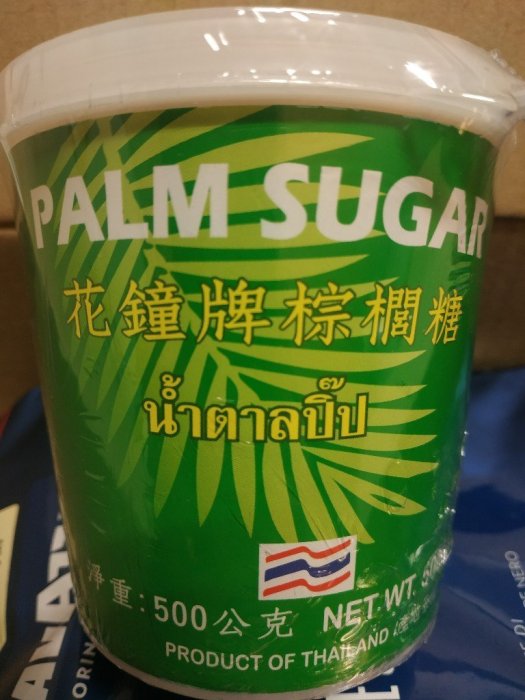 PALM SUGAR
花鐘牌棕櫚糖
น้ำตาลปี๊ป
淨重:500公克 NET WT.
PRODUCT OF THAILAND